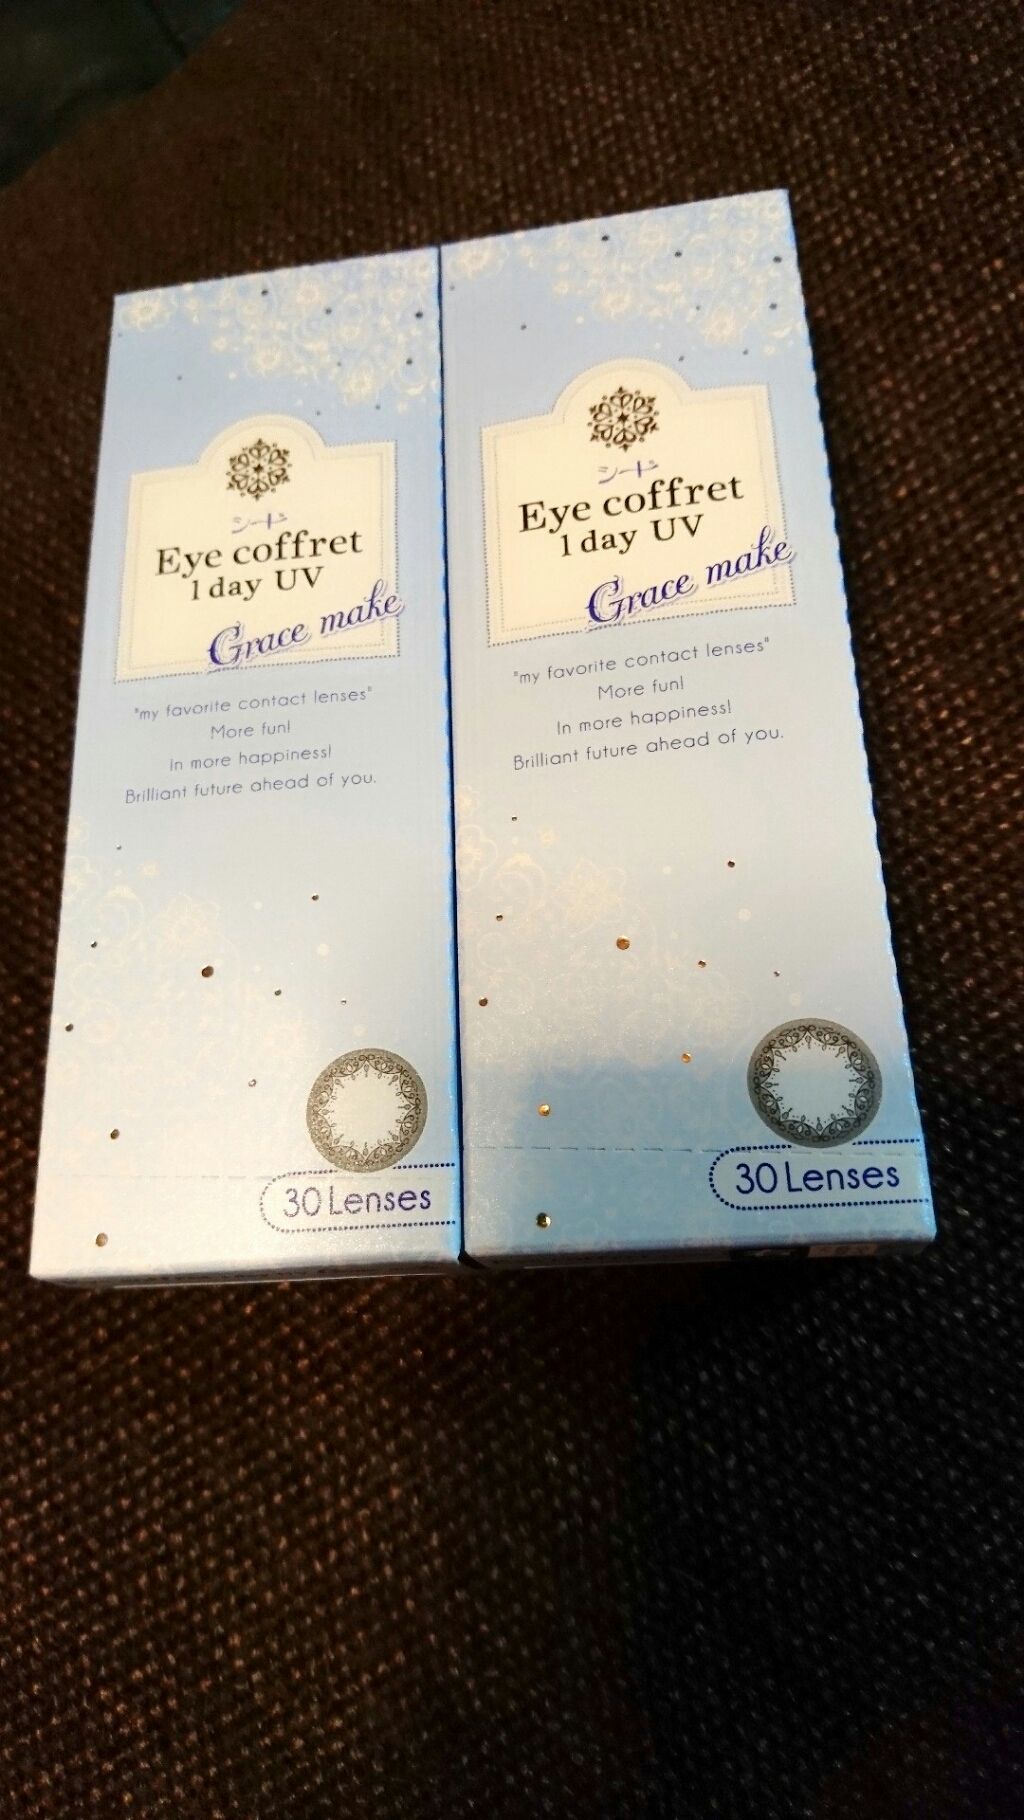 シード
Eye coffret
1 day UV
Grace make
"my favorite contact lenses"
More fun!
In more happiness!
Brilliant future ahead of you.
30 Lenses
シード
Eye coffret
1 day UV
Grace make
"my favorite contact lenses"
More fun!
In more happiness!
Brilliant future ahead of you.
30 Lenses